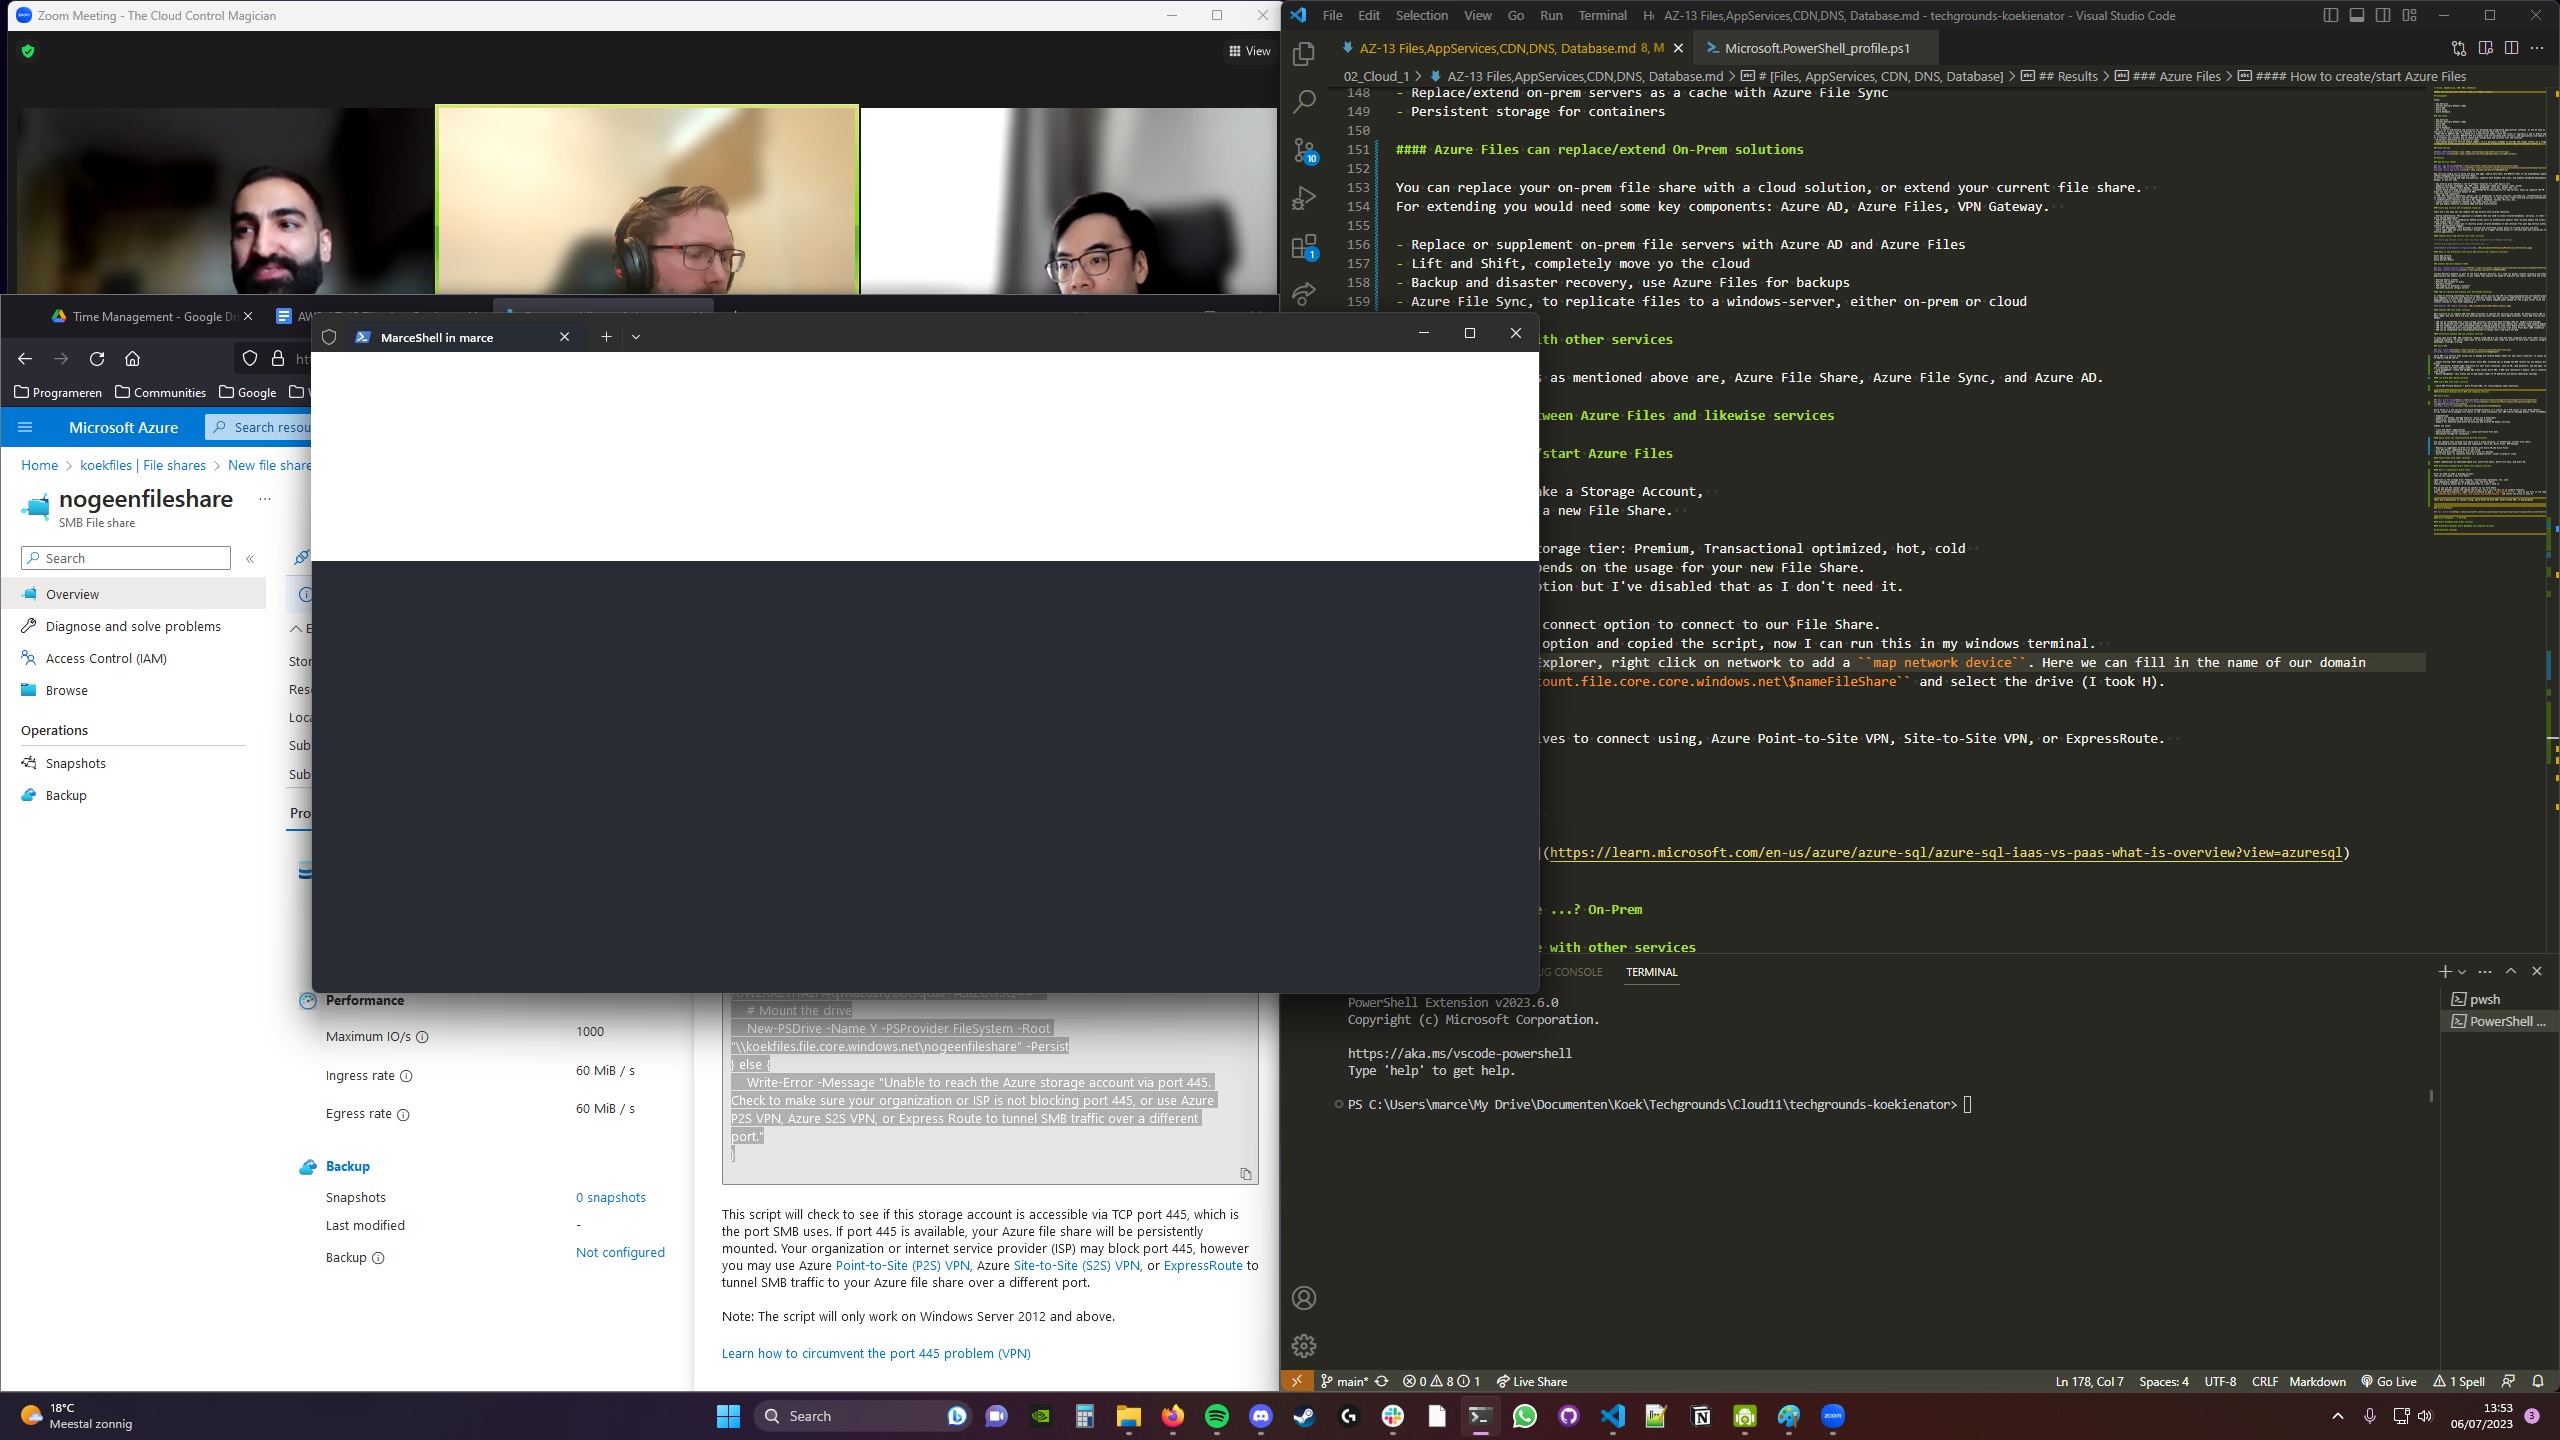 Zoom Meeting - The Cloud Control Magician
View
Time Management - Google Dr
Programeren
Communities
Google
Microsoft Azure
Search resou
Home > koekfiles | File shares > New file share
nogeenfileshare
SMB File share
Search
Overview
Diagnose and solve problems
Access Control (IAM)
Browse
Operations
Snapshots
Backup
MarceShell in marce
Performance
Maximum IO/s 1000
Ingress rate 60 MiB / s
Egress rate 60 MiB / s
Backup
Snapshots 0 snapshots
Last modified -
Backup Not configured
# Mount the drive
New-PSDrive -Name Y -PSProvider FileSystem -Root
"\\koekfiles.file.core.windows.net\nogeenfileshare" -Persist
} else {
Write-Error -Message "Unable to reach the Azure storage account via port 445.
Check to make sure your organization or ISP is not blocking port 445, or use Azure
P2S VPN, Azure S2S VPN, or Express Route to tunnel SMB traffic over a different
port."
}
This script will check to see if this storage account is accessible via TCP port 445, which is
the port SMB uses. If port 445 is available, your Azure file share will be persistently
mounted. Your organization or internet service provider (ISP) may block port 445, however
you may use Azure Point-to-Site (P2S) VPN, Azure Site-to-Site (S2S) VPN, or ExpressRoute to
tunnel SMB traffic to your Azure file share over a different port.
Note: The script will only work on Windows Server 2012 and above.
Learn how to circumvent the port 445 problem (VPN)
File Edit Selection View Go Run Terminal H AZ-13 Files,AppServices,CDN,DNS, Database.md - techgrounds-koekienator - Visual Studio Code
AZ-13 Files,AppServices,CDN,DNS, Database.md 8, M
Microsoft.PowerShell_profile.ps1
02_Cloud_1 > AZ-13 Files,AppServices,CDN,DNS, Database.md > # [Files, AppServices, CDN, DNS, Database] > ## Results > ### Azure Files > #### How to create/start Azure Files
148 - Replace/extend on-prem servers as a cache with Azure File Sync
149 - Persistent storage for containers
150
151 #### Azure Files can replace/extend On-Prem solutions
152
153 You can replace your on-prem file share with a cloud solution, or extend your current file share.
154 For extending you would need some key components: Azure AD, Azure Files, VPN Gateway.
155
156 - Replace or supplement on-prem file servers with Azure AD and Azure Files
157 - Lift and Shift, completely move yo the cloud
158 - Backup and disaster recovery, use Azure Files for backups
159 - Azure File Sync, to replicate files to a windows-server, either on-prem or cloud
th other services
s as mentioned above are, Azure File Share, Azure File Sync, and Azure AD.
tween Azure Files and likewise services
/start Azure Files
ake a Storage Account,
a new File Share.
orage tier: Premium, Transactional optimized, hot, cold
pends on the usage for your new File Share.
ption but I've disabled that as I don't need it.
connect option to connect to our File Share.
option and copied the script, now I can run this in my windows terminal.
Explorer, right click on network to add a ``map network device``. Here we can fill in the name of our domain
ount.file.core.core.windows.net\$nameFileShare`` and select the drive (I took H).
ives to connect using, Azure Point-to-Site VPN, Site-to-Site VPN, or ExpressRoute.
](https://learn.microsoft.com/en-us/azure/azure-sql/azure-sql-iaas-vs-paas-what-is-overview?view=azuresql)
e ...? On-Prem
e with other services
UG CONSOLE TERMINAL
PowerShell Extension v2023.6.0
Copyright (c) Microsoft Corporation.
https://aka.ms/vscode-powershell
Type 'help' to get help.
PS C:\Users\marce\My Drive\Documenten\Koek\Techgrounds\Cloud11\techgrounds-koekienator>
pwsh
PowerShell ...
main* 0 8 1 Live Share
Ln 178, Col 7 Spaces: 4 UTF-8 CRLF Markdown Go Live 1 Spell
18°C
Meestal zonnig
Search
13:53
06/07/2023
3